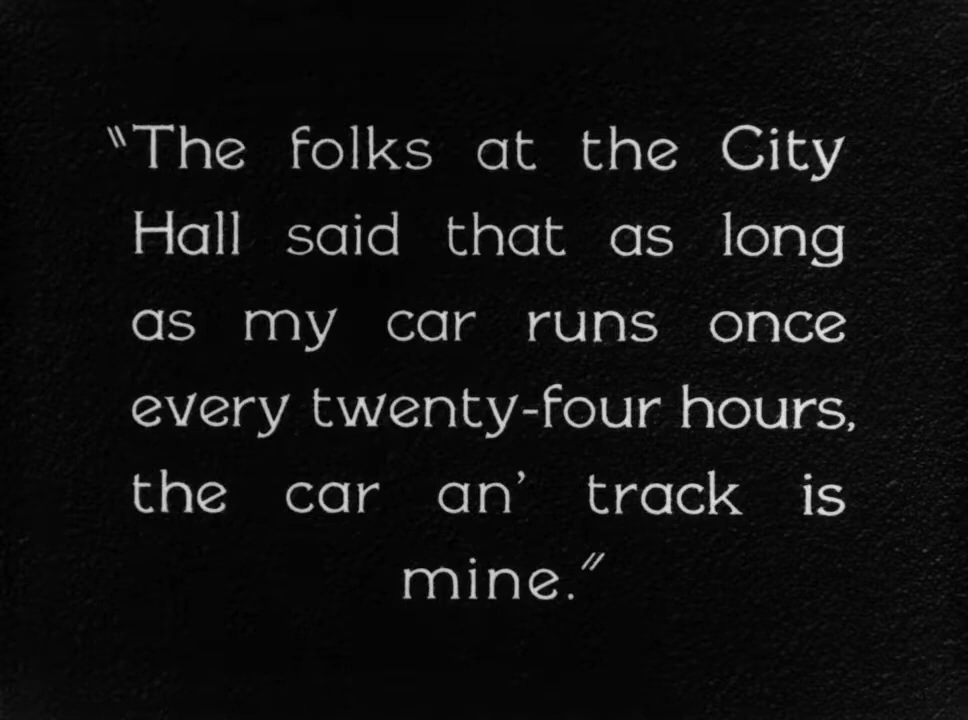 "The folks at the City
Hall said that as long
as my car runs once
every twenty-four hours,
the car an' track is
mine."